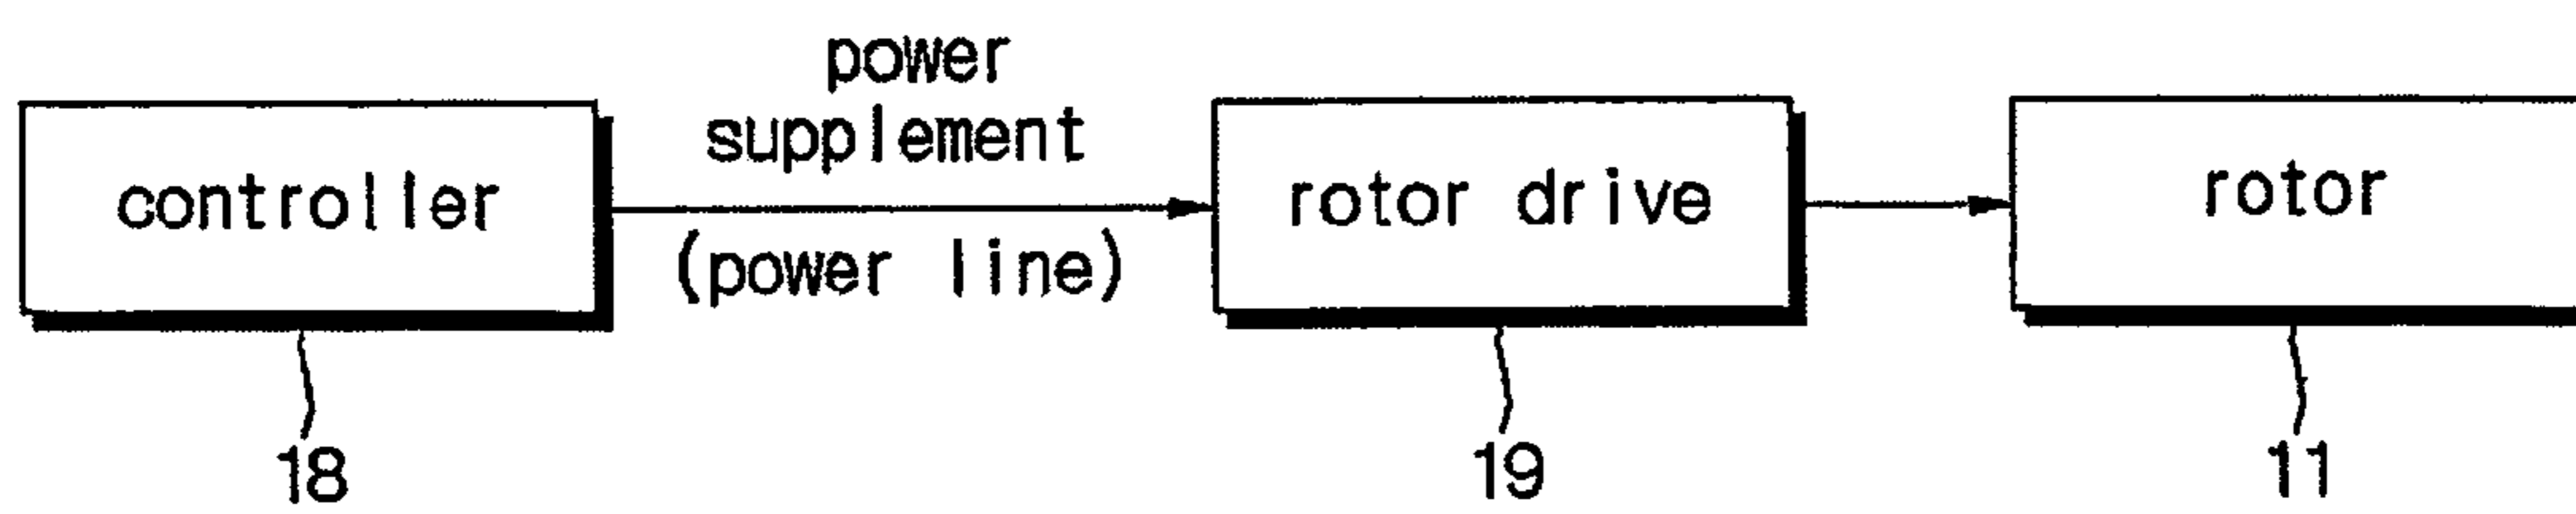 power
supplement
controller
(power line)
rotor drive
rotor
18
19
11